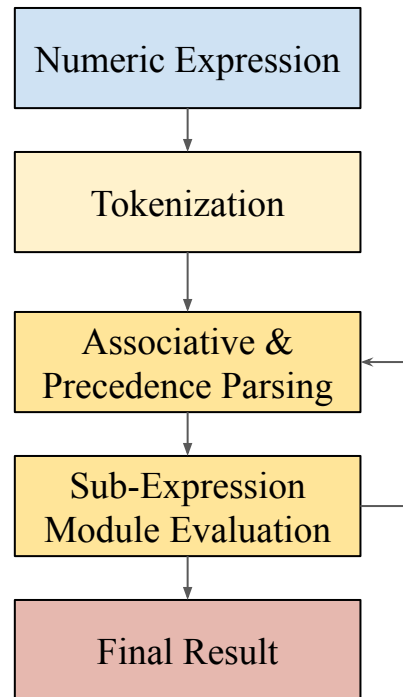 Numeric Expression
Tokenization
Associative &
Precedence Parsing
Sub-Expression
Module Evaluation
Final Result